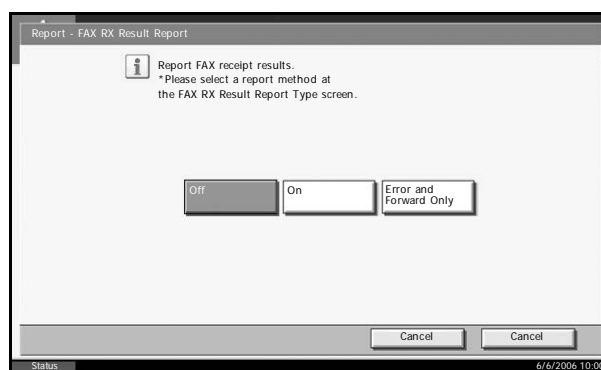 Report - FAX RX Result Report
Report FAX receipt results.
*Please select a report method at
the FAX RX Result Report Type screen.
Off
On
Error and
Forward Only
Cancel
Cancel
Status
6/6/2006 10:00